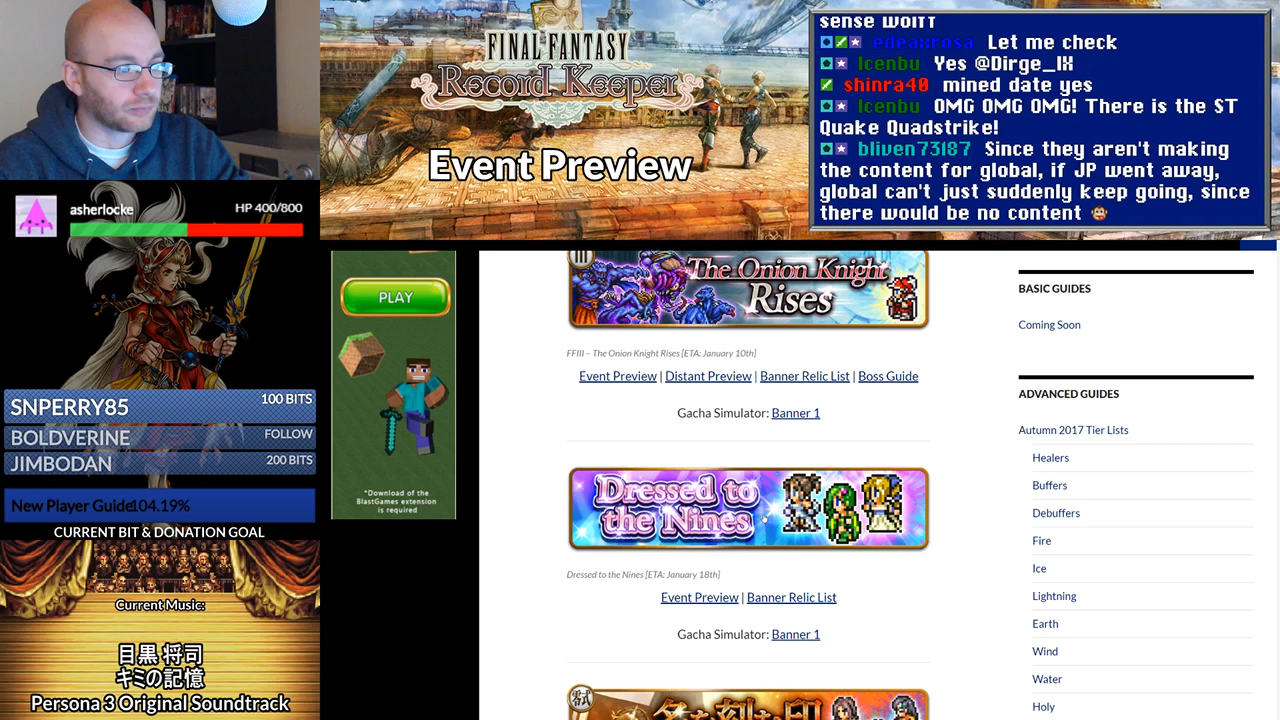 FINAL FANTASY
Record Keeper
Event Preview
sense woitt
edeaxrosa Let me check
Icenbu Yes @Dirge_IX
shinra40 mined date yes
Icenbu OMG OMG OMG! There is the ST
Quake Quadstrike!
bliven73187 Since they aren't making
the content for global, if JP went away,
global can't just suddenly keep going, since
there would be no content
asherlocke
HP 400/800
SNPERRY85
100 BITS
BOLDVERINE
FOLLOW
JIMBODAN
200 BITS
New Player Guide 104.19%
CURRENT BIT & DONATION GOAL
Current Music:
目黒 将司
キミの記憶
Persona 3 Original Soundtrack
PLAY
*Download of the
BlastGames extension
is required
III
The Onion Knight
Rises
FFIII – The Onion Knight Rises [ETA: January 10th]
Event Preview | Distant Preview | Banner Relic List | Boss Guide
Gacha Simulator: Banner 1
Dressed to
the Nines
Dressed to the Nines [ETA: January 18th]
Event Preview | Banner Relic List
Gacha Simulator: Banner 1
零式
名を刻む印
BASIC GUIDES
Coming Soon
ADVANCED GUIDES
Autumn 2017 Tier Lists
Healers
Buffers
Debuffers
Fire
Ice
Lightning
Earth
Wind
Water
Holy